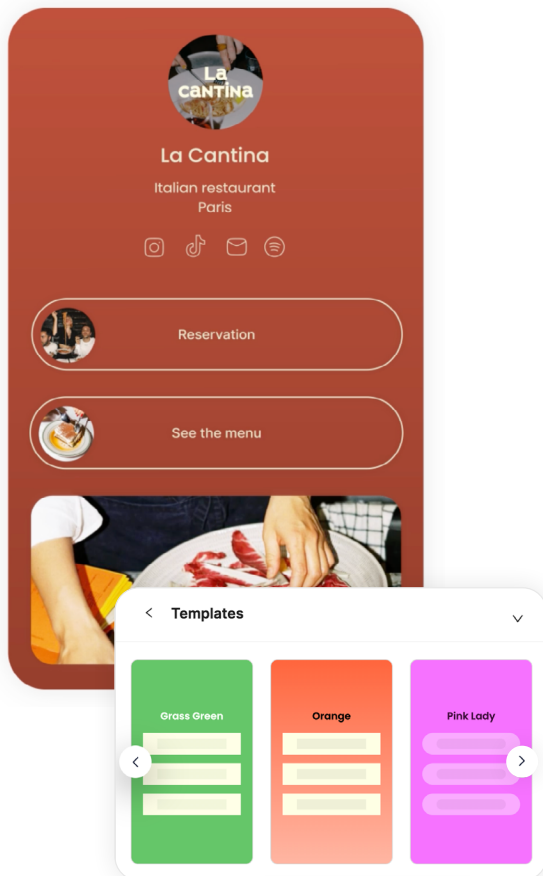 La
CANTINA
La Cantina
Italian restaurant
Paris
Reservation
See the menu
Templates
Grass Green
Orange
Pink Lady